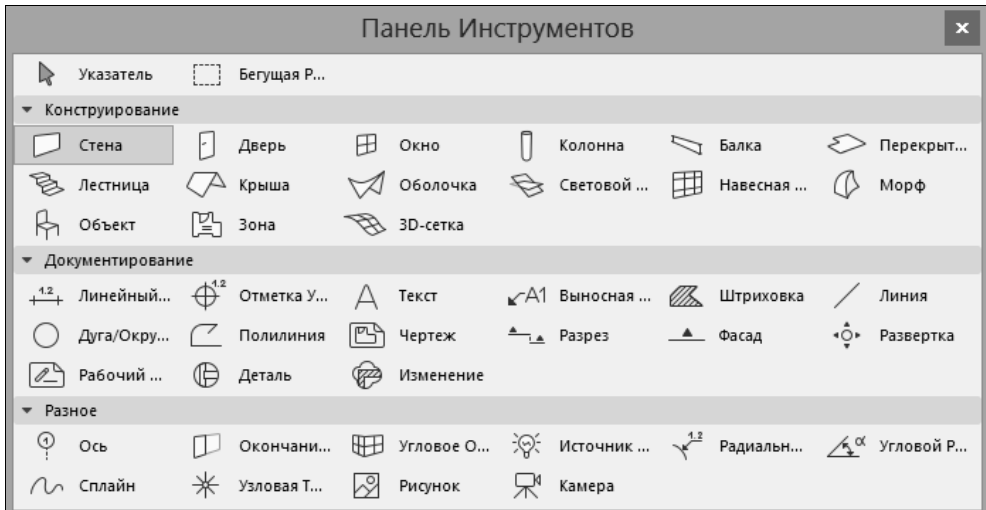 Панель Инструментов
Указатель Бегущая Р...
Конструирование
Стена Дверь Окно Колонна Балка Перекрыт...
Лестница Крыша Оболочка Световой ... Навесная ... Морф
Объект Зона 3D-сетка
Документирование
1.2 Линейный... 1.2 Отметка У... A Текст A1 Выносная ... Штриховка Линия
Дуга/Окру... Полилиния Чертеж Разрез Фасад Развертка
Рабочий ... Деталь Изменение
Разное
1 Ось Окончани... Угловое О... Источник ... 1.2 Радиальн... α Угловой Р...
Сплайн Узловая Т... Рисунок Камера